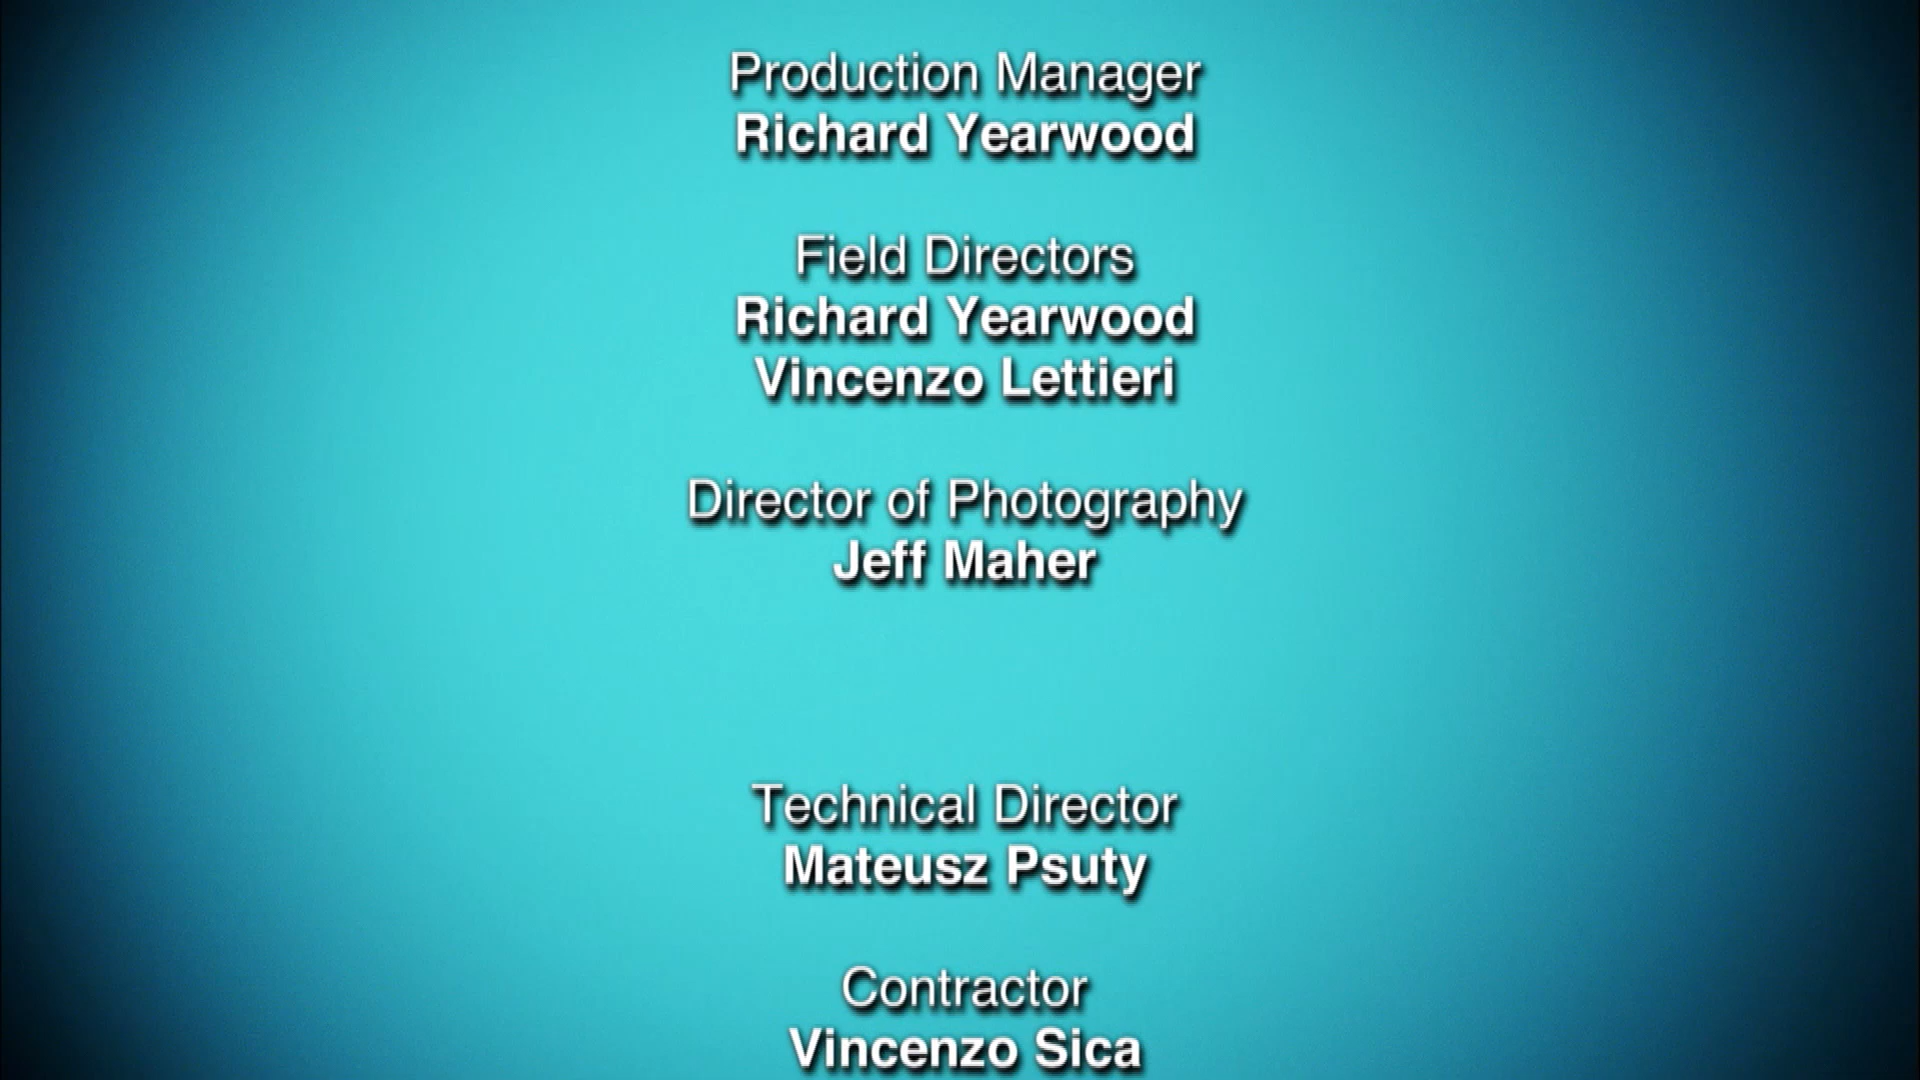 Production Manager
Richard Yearwood
Field Directors
Richard Yearwood
Vincenzo Lettieri
Director of Photography
Jeff Maher
Technical Director
Mateusz Psuty
Contractor
Vincenzo Sica